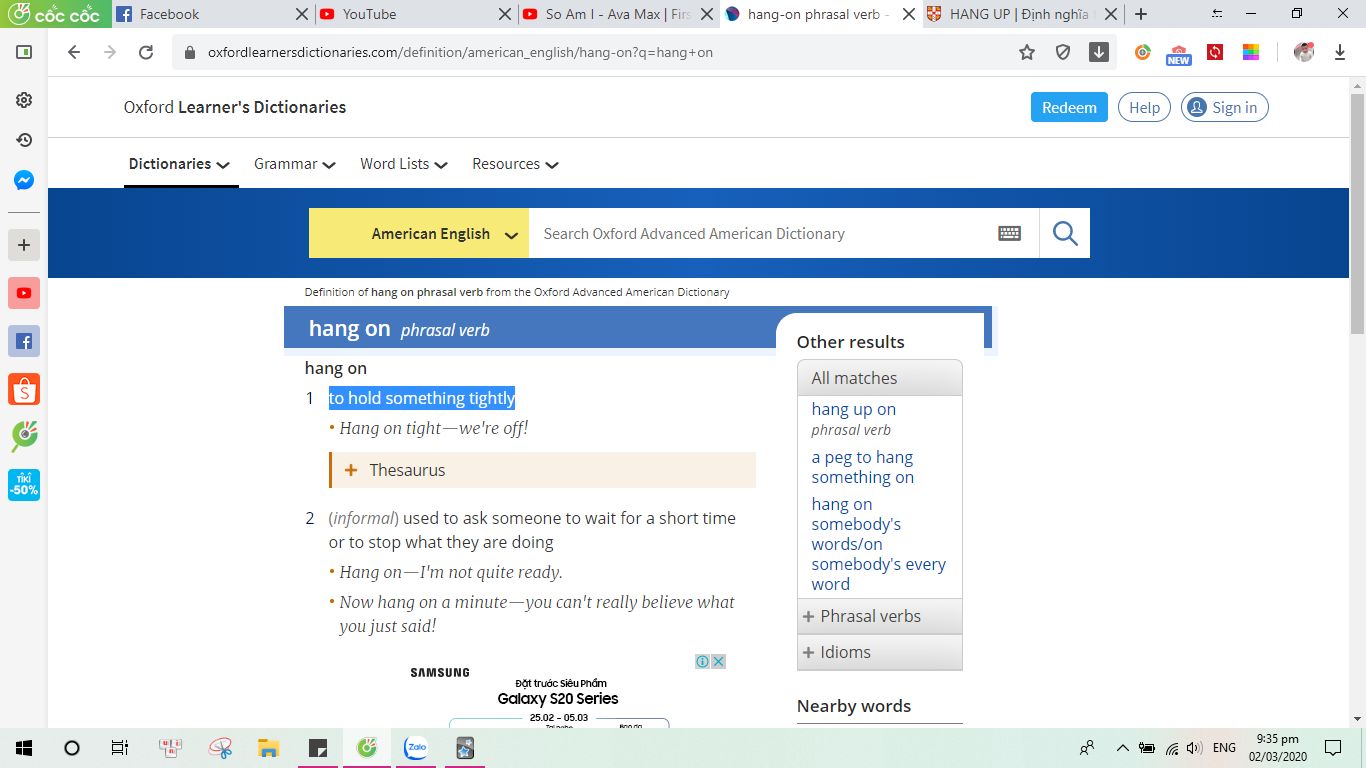 cốc cốc
Facebook
YouTube
So Am I - Ava Max | Firs
hang-on phrasal verb -
HANG UP | Định nghĩa
oxfordlearnersdictionaries.com/definition/american_english/hang-on?q=hang+on
NEW
Oxford Learner's Dictionaries
Redeem
Help
Sign in
Dictionaries
Grammar
Word Lists
Resources
American English
Search Oxford Advanced American Dictionary
Definition of hang on phrasal verb from the Oxford Advanced American Dictionary
hang on phrasal verb
hang on
1 to hold something tightly
• Hang on tight—we're off!
+ Thesaurus
2 (informal) used to ask someone to wait for a short time
or to stop what they are doing
• Hang on—I'm not quite ready.
• Now hang on a minute—you can't really believe what
you just said!
Other results
All matches
hang up on
phrasal verb
a peg to hang
something on
hang on
somebody's
words/on
somebody's every
word
+ Phrasal verbs
+ Idioms
Nearby words
SAMSUNG
Đặt trước Siêu Phẩm
Galaxy S20 Series
25.02 - 05.03
TIKI
-50%
Zalo
ENG
9:35 pm
02/03/2020